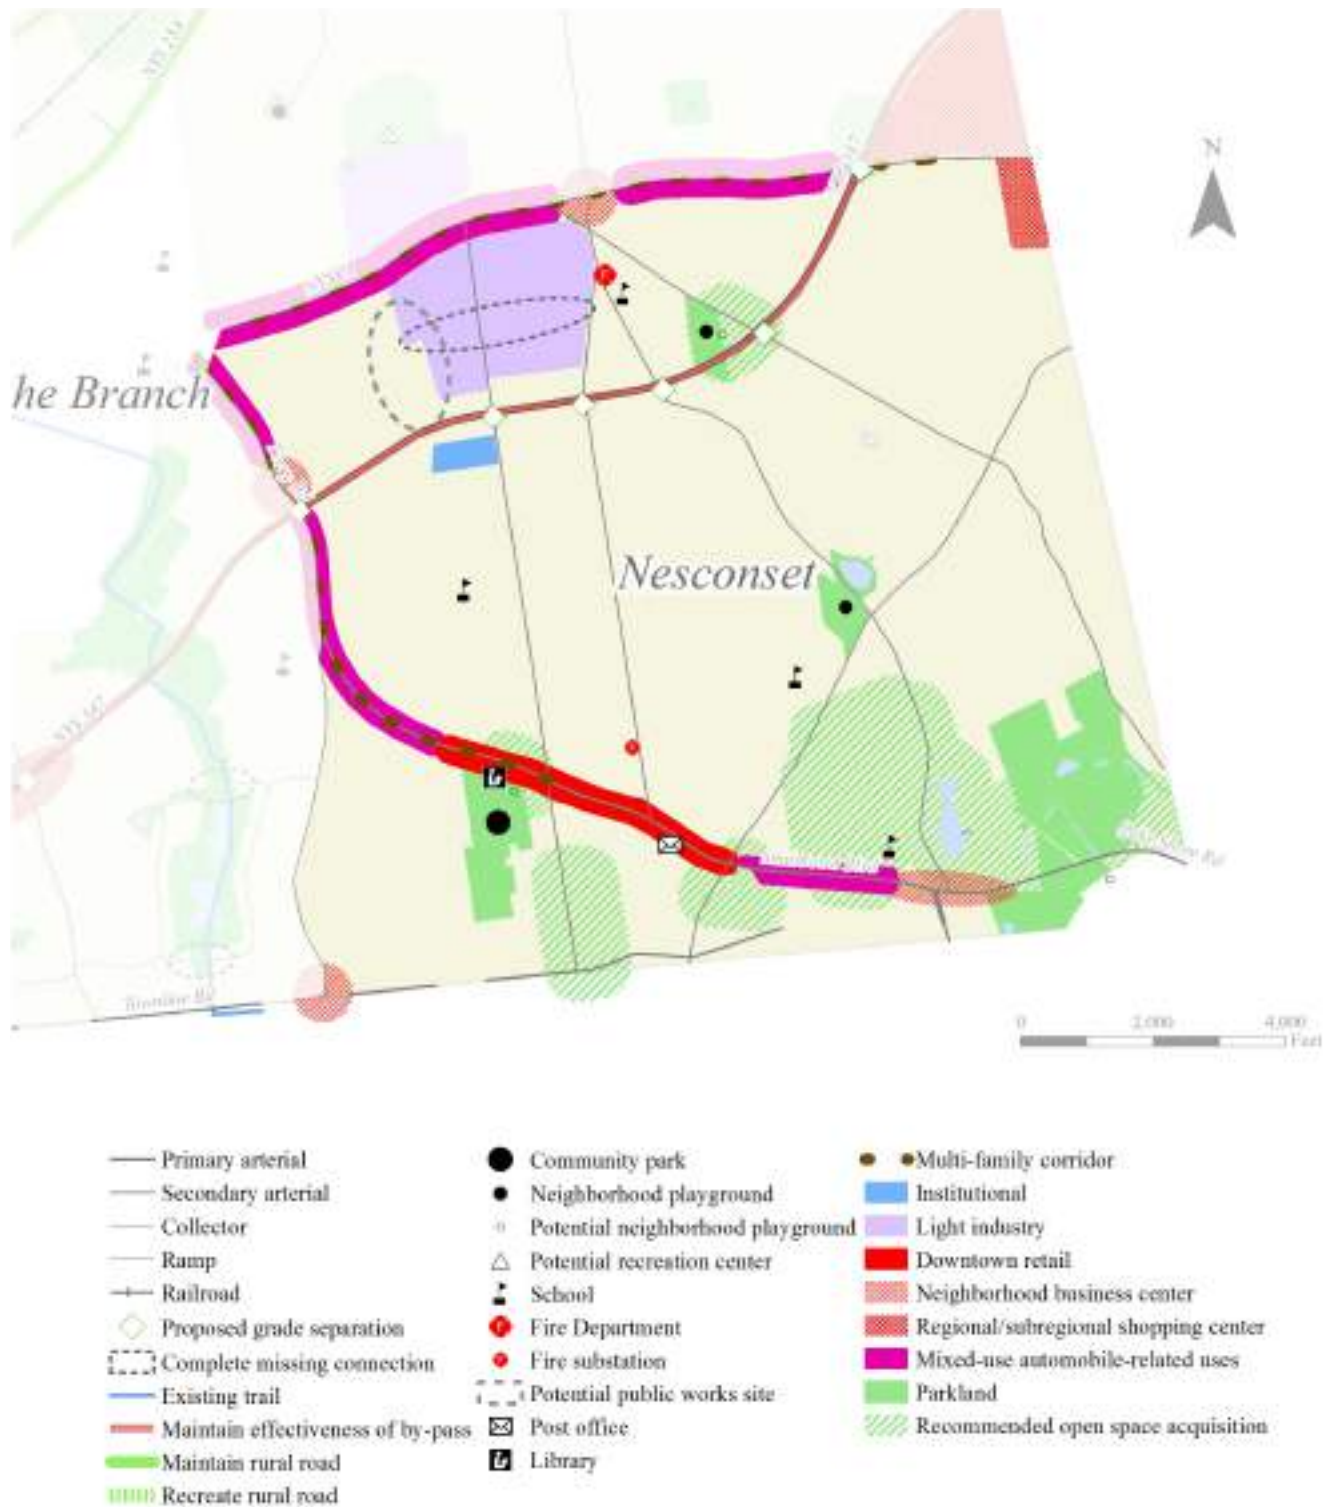 N
he Branch
Nesconset
NYS 347
0 2,000 4,000
Feet
Primary arterial
Secondary arterial
Collector
Ramp
Railroad
Proposed grade separation
Complete missing connection
Existing trail
Maintain effectiveness of by-pass
Maintain rural road
Recreate rural road
Community park
Neighborhood playground
Potential neighborhood playground
Potential recreation center
School
Fire Department
Fire substation
Potential public works site
Post office
Library
Multi-family corridor
Institutional
Light industry
Downtown retail
Neighborhood business center
Regional/subregional shopping center
Mixed-use automobile-related uses
Parkland
Recommended open space acquisition